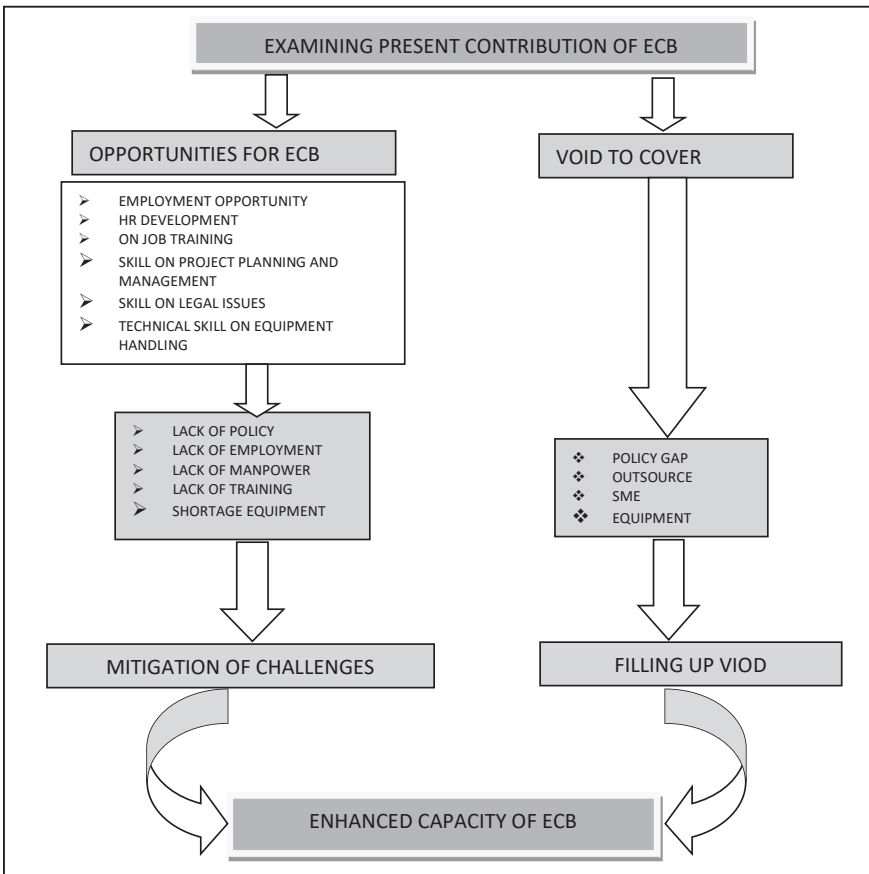 EXAMINING PRESENT CONTRIBUTION OF ECB
OPPORTUNITIES FOR ECB
EMPLOYMENT OPPORTUNITY
HR DEVELOPMENT
ON JOB TRAINING
SKILL ON PROJECT PLANNING AND
MANAGEMENT
SKILL ON LEGAL ISSUES
TECHNICAL SKILL ON EQUIPMENT
HANDLING
LACK OF POLICY
LACK OF EMPLOYMENT
LACK OF MANPOWER
LACK OF TRAINING
SHORTAGE EQUIPMENT
MITIGATION OF CHALLENGES
VOID TO COVER
POLICY GAP
OUTSOURCE
SME
EQUIPMENT
FILLING UP VIOD
ENHANCED CAPACITY OF ECB